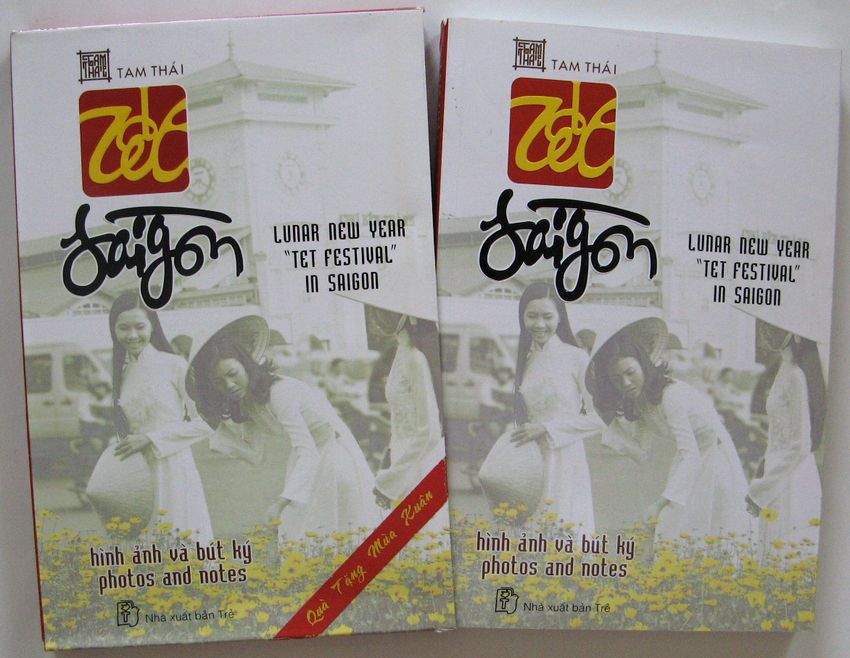 TAM THÁI
Tết
Saigon
LUNAR NEW YEAR
"TET FESTIVAL"
IN SAIGON
hình ảnh và bút ký
photos and notes
Nhà xuất bản Trẻ
Quà Tặng Mùa Xuân
TAM THÁI
Tết
Saigon
LUNAR NEW YEAR
"TET FESTIVAL"
IN SAIGON
hình ảnh và bút ký
photos and notes
Nhà xuất bản Trẻ